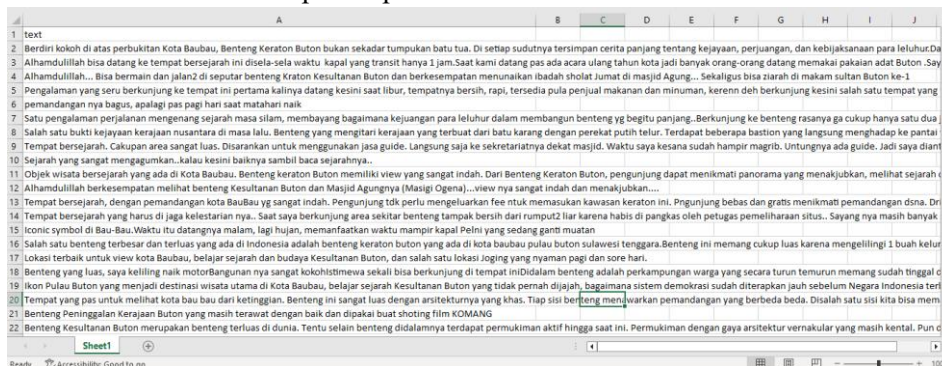 A B C D E F G H I J
1 text
2 Berdiri kokoh di atas perbukitan Kota Baubau, Benteng Keraton Buton bukan sekadar tumpukan batu tua. Di setiap sudutnya tersimpan cerita panjang tentang kejayaan, perjuangan, dan kebijaksanaan para leluhur.Da
3 Alhamdulillah bisa datang ke tempat bersejarah ini disela-sela waktu kapal yang transit hanya 1 jam.Saat kami datang pas ada acara ulang tahun kota jadi banyak orang-orang datang memakai pakaian adat Buton .Say
4 Alhamdulillah... Bisa bermain dan jalan2 di seputar benteng Kraton Kesultanan Buton dan berkesempatan menunaikan ibadah sholat Jumat di masjid Agung... Sekaligus bisa ziarah di makam sultan Buton ke-1
5 Pengalaman yang seru berkunjung ke tempat ini pertama kalinya datang kesini saat libur, tempatnya bersih, rapi, tersedia pula penjual makanan dan minuman, kerenn deh berkunjung kesini salah satu tempat yang
6 pemandangan nya bagus, apalagi pas pagi hari saat matahari naik
7 Satu pengalaman perjalanan mengenang sejarah masa silam, membayang bagaimana kejuangan para leluhur dalam membangun benteng yg begitu panjang..Berkunjung ke benteng rasanya ga cukup hanya satu dua j
8 Salah satu bukti kejayaan kerajaan nusantara di masa lalu. Benteng yang mengitari kerajaan yang terbuat dari batu karang dengan perekat putih telur. Terdapat beberapa bastion yang langsung menghadap ke pantai
9 Tempat bersejarah. Cakupan area sangat luas. Disarankan untuk menggunakan jasa guide. Langsung saja ke sekretariatnya dekat masjid. Waktu saya kesana sudah hampir magrib. Untungnya ada guide. Jadi saya diant
10 Sejarah yang sangat mengagumkan..kalau kesini baiknya sambil baca sejarahnya..
11 Objek wisata bersejarah yang ada di Kota Baubau. Benteng keraton Buton memiliki view yang sangat indah. Dari Benteng Keraton Buton, pengunjung dapat menikmati panorama yang menakjubkan, melihat sejarah d
12 Alhamdulillah berkesempatan melihat benteng Kesultanan Buton dan Masjid Agungnya (Masigi Ogena)...view nya sangat indah dan menakjubkan....
13 Tempat bersejarah, dengan pemandangan kota BauBau yg sangat indah. Pengunjung tdk perlu mengeluarkan fee ntuk memasukan kawasan keraton ini. Pngunjung bebas dan gratis menikmati pemandangan dsna. Dri
14 Tempat bersejarah yang harus di jaga kelestarian nya.. Saat saya berkunjung area sekitar benteng tampak bersih dari rumput2 liar karena habis di pangkas oleh petugas pemeliharaan situs.. Sayang nya masih banyak
15 Iconic symbol di Bau-Bau.Waktu itu datangnya malam, lagi hujan, memanfaatkan waktu mampir kapal Pelni yang sedang ganti muatan
16 Salah satu benteng terbesar dan terluas yang ada di Indonesia adalah benteng keraton buton yang ada di kota baubau pulau buton sulawesi tenggara.Benteng ini memang cukup luas karena mengelilingi 1 buah kelur
17 Lokasi terbaik untuk view kota Baubau, belajar sejarah dan budaya Kesultanan Buton, dan salah satu lokasi Joging yang nyaman pagi dan sore hari.
18 Benteng yang luas, saya keliling naik motorBangunan nya sangat kokohIstimewa sekali bisa berkunjung di tempat iniDidalam benteng adalah perkampungan warga yang secara turun temurun memang sudah tinggal d
19 Ikon Pulau Buton yang menjadi destinasi wisata utama di Kota Baubau, belajar sejarah Kesultanan Buton yang tidak pernah dijajah, bagaimana sistem demokrasi sudah diterapkan jauh sebelum Negara Indonesia terl
20 Tempat yang pas untuk melihat kota bau bau dari ketinggian. Benteng ini sangat luas dengan arsitekturnya yang khas. Tiap sisi benteng menawarkan pemandangan yang berbeda beda. Disalah satu sisi kita bisa mem
21 Benteng Peninggalan Kerajaan Buton yang masih terawat dengan baik dan dipakai buat shoting film KOMANG
22 Benteng Kesultanan Buton merupakan benteng terluas di dunia. Tentu selain benteng didalamnya terdapat permukiman aktif hingga saat ini. Permukiman dengan gaya arsitektur vernakular yang masih kental. Pun d
Sheet1
Ready Accessibility: Good to go 100